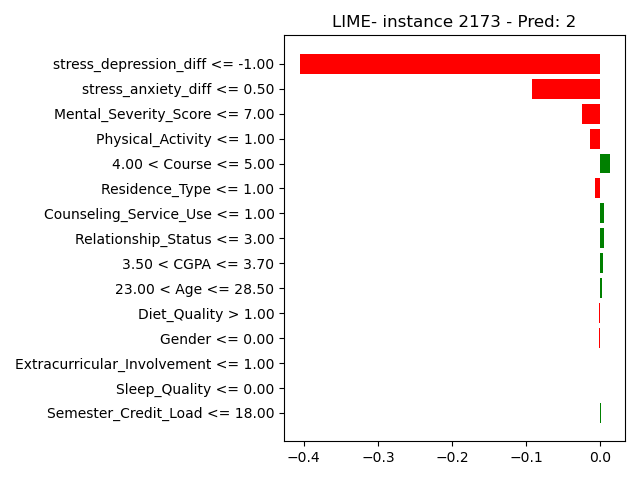 LIME- instance 2173 - Pred: 2
stress_depression_diff <= -1.00
stress_anxiety_diff <= 0.50
Mental_Severity_Score <= 7.00
Physical_Activity <= 1.00
4.00 < Course <= 5.00
Residence_Type <= 1.00
Counseling_Service_Use <= 1.00
Relationship_Status <= 3.00
3.50 < CGPA <= 3.70
23.00 < Age <= 28.50
Diet_Quality > 1.00
Gender <= 0.00
Extracurricular_Involvement <= 1.00
Sleep_Quality <= 0.00
Semester_Credit_Load <= 18.00
−0.4 −0.3 −0.2 −0.1 0.0